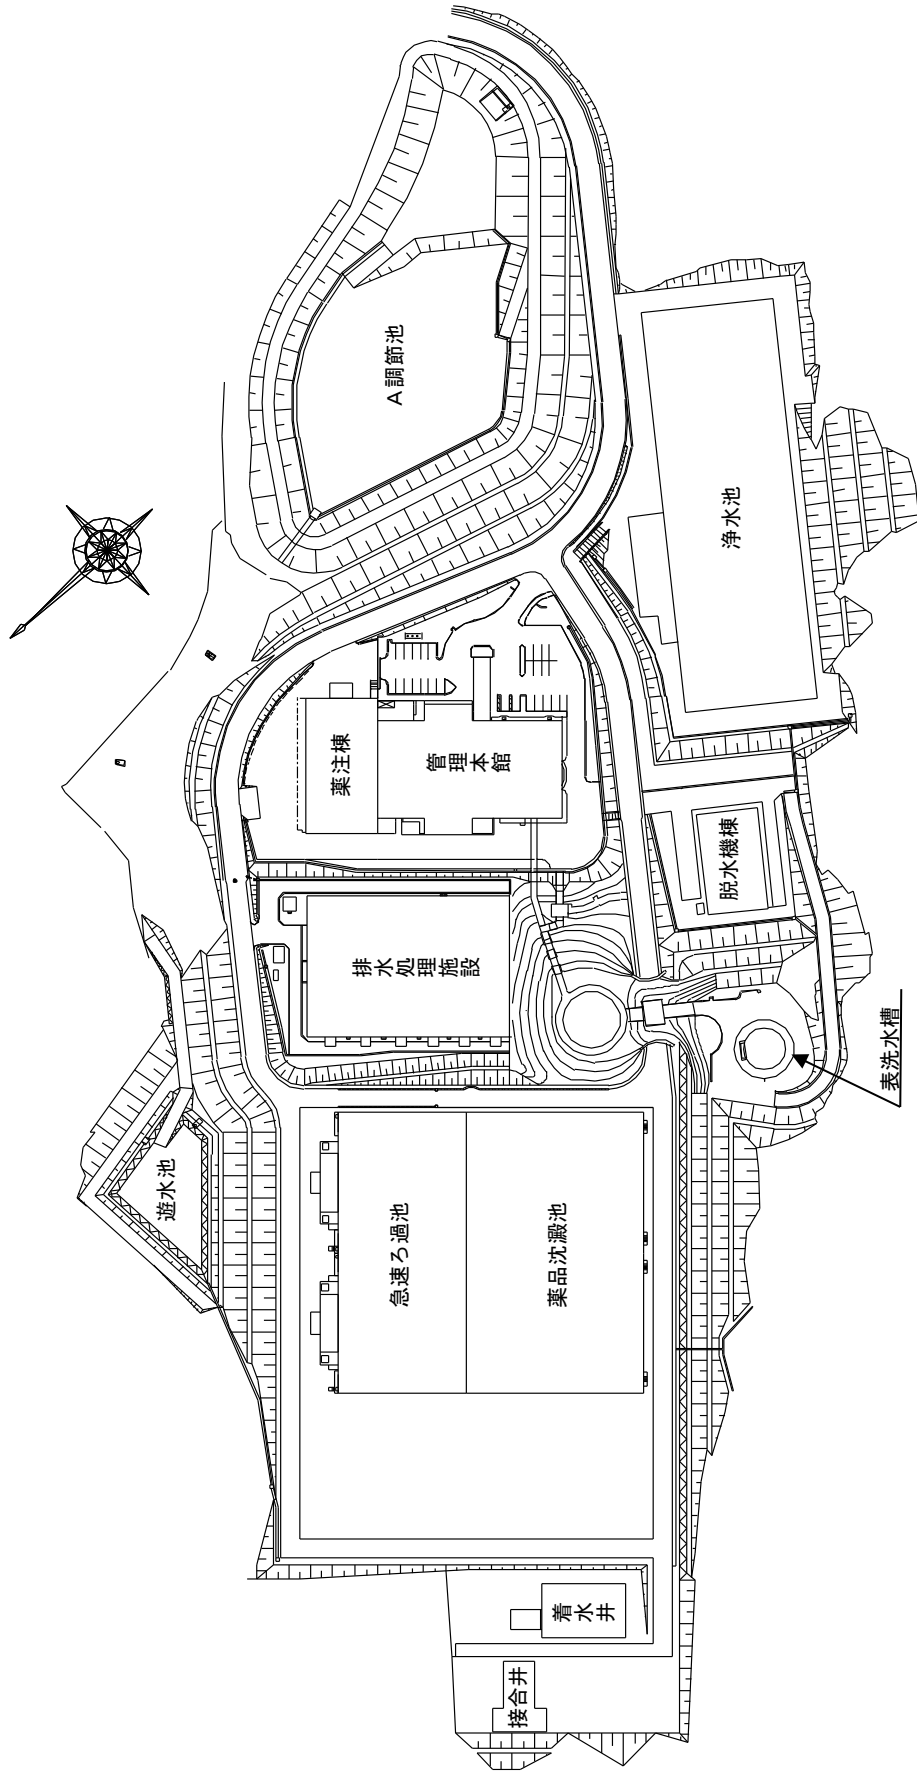 A調節池
浄水池
薬注棟
管理本館
脱水機棟
排水処理施設
表洗水槽
遊水池
急速ろ過池
薬品沈澱池
着水井
接合井